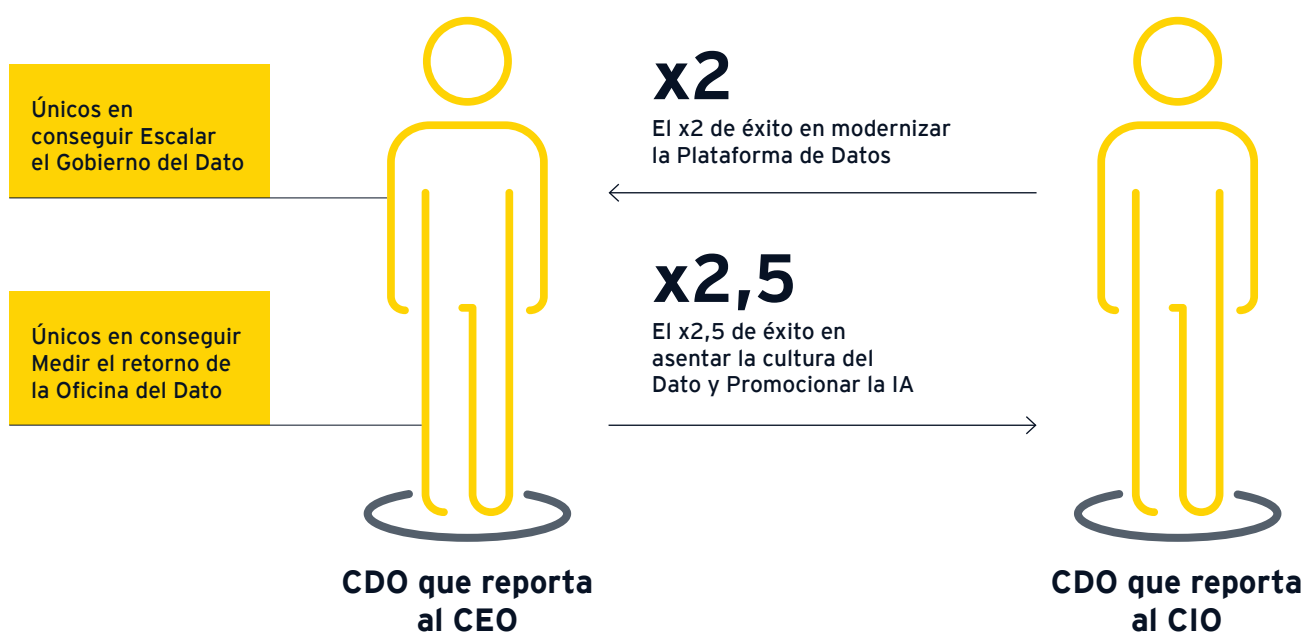 Únicos en
conseguir Escalar
el Gobierno del Dato
x2
El x2 de éxito en modernizar
la Plataforma de Datos
Únicos en conseguir
Medir el retorno de
la Oficina del Dato
x2,5
El x2,5 de éxito en
asentar la cultura del
Dato y Promocionar la IA
CDO que reporta
al CEO
CDO que reporta
al CIO